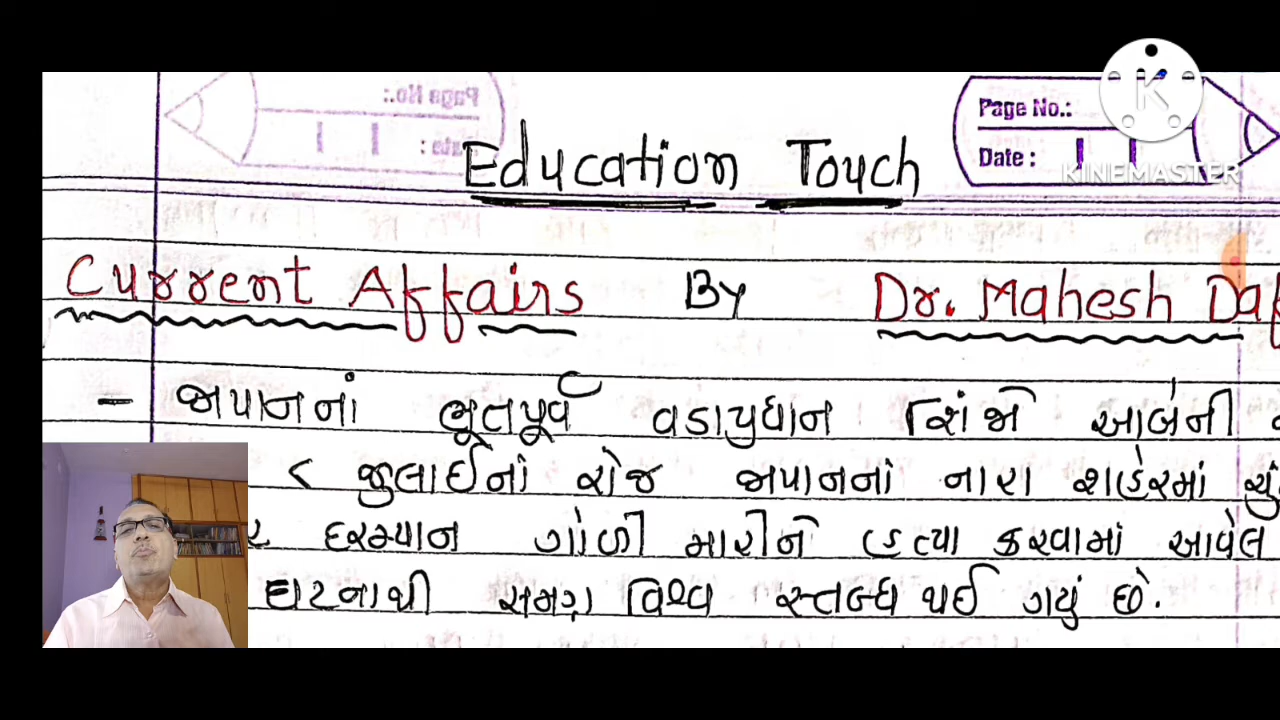 Page No.:
Date :
KINEMASTER
Education Touch
Current Affairs By Dr. Mahesh
- જાપાનનાં ભૂતપૂર્વ વડાપ્રધાન શિંજો આબેની
૮ જુલાઈનાં રોજ જાપાનનાં નારા શહેરમાં
દરમ્યાન ગોળી મારીને હત્યા કરવામાં આવેલ
ઘટનાથી સમગ્ર વિશ્વ સ્તબ્ધ થઈ ગયું છે.